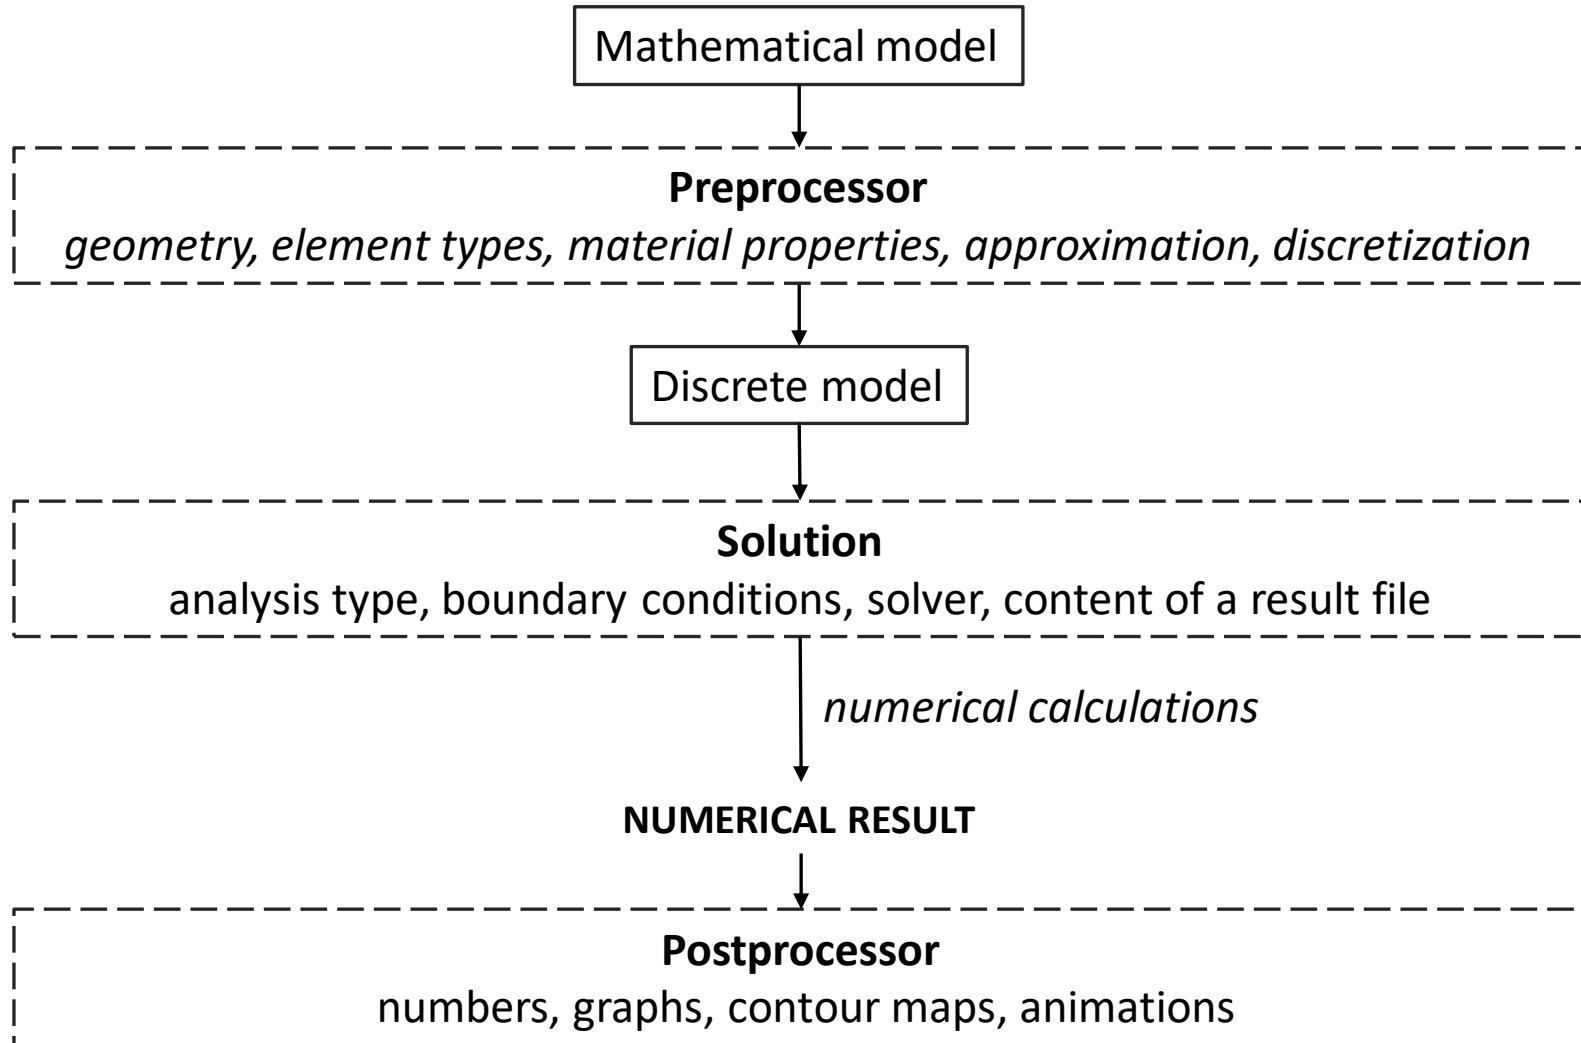 Mathematical model
Preprocessor
geometry, element types, material properties, approximation, discretization
Discrete model
Solution
analysis type, boundary conditions, solver, content of a result file
numerical calculations
NUMERICAL RESULT
Postprocessor
numbers, graphs, contour maps, animations